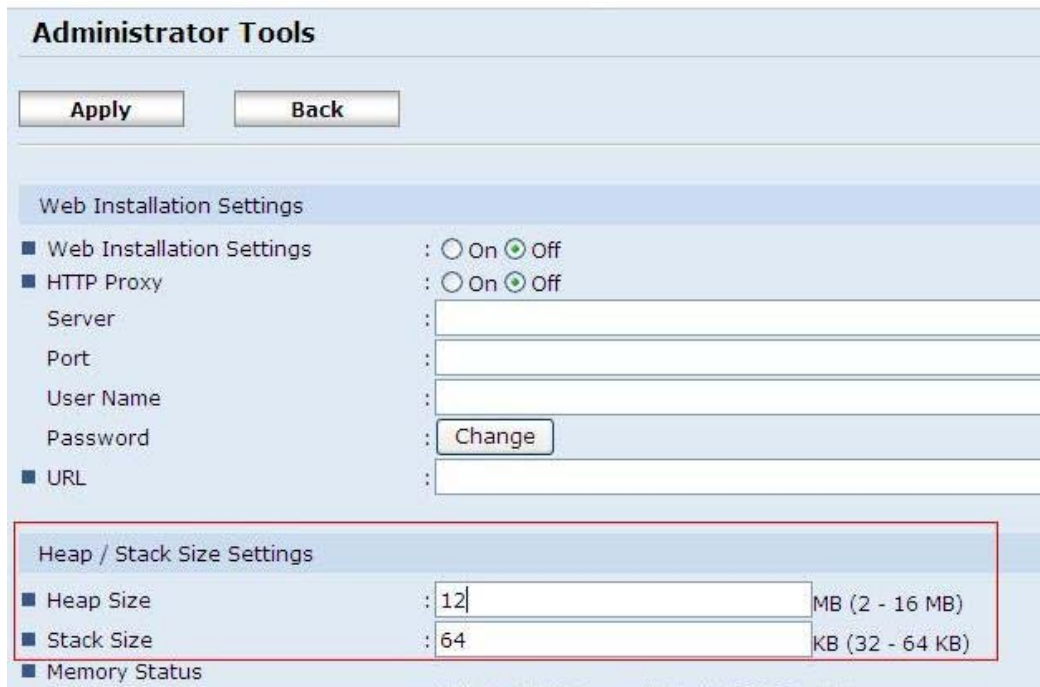 Administrator Tools
Apply Back
Web Installation Settings
Web Installation Settings : On Off
HTTP Proxy : On Off
Server :
Port :
User Name :
Password : Change
URL :
Heap / Stack Size Settings
Heap Size : 12 MB (2 - 16 MB)
Stack Size : 64 KB (32 - 64 KB)
Memory Status